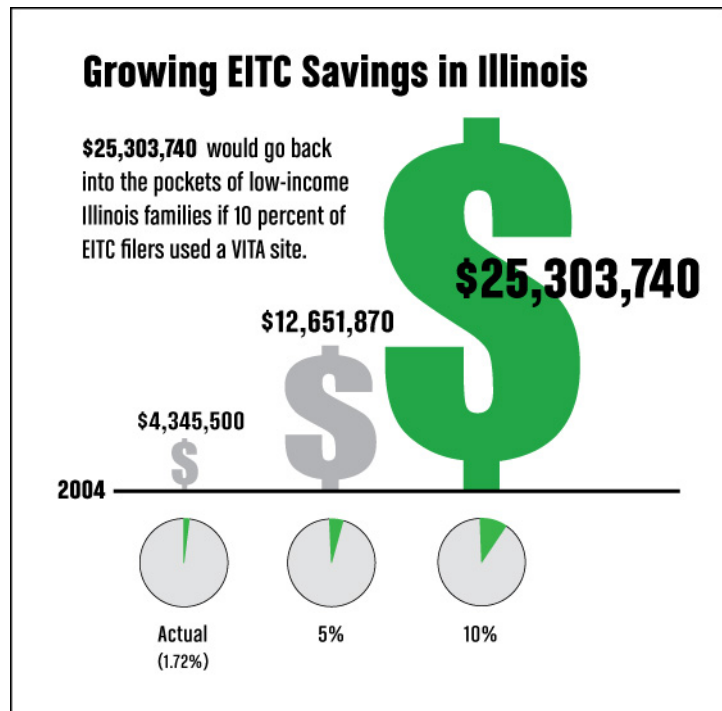 Growing EITC Savings in Illinois
$25,303,740 would go back
into the pockets of low-income
Illinois families if 10 percent of
EITC filers used a VITA site.
$25,303,740
$12,651,870
$4,345,500
$
$
$
2004
Actual
(1.72%)
5%
10%